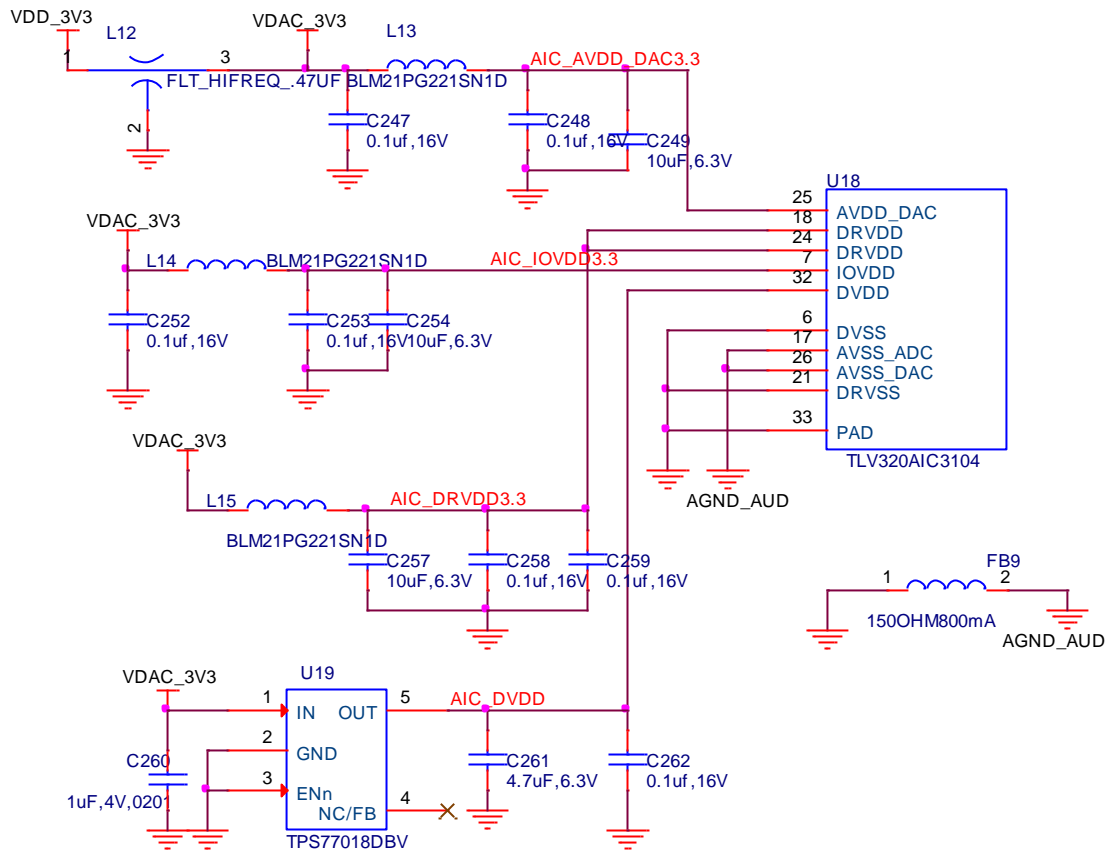 VDD_3V3
L12
VDAC_3V3
L13
1
3
AIC_AVDD_DAC3.3
FLT_HIFREQ_.47UF
BLM21PG221SN1D
2
C247
0.1uf,16V
C248
0.1uf,16V
C249
10uF,6.3V
U18
25
AVDD_DAC
18
DRVDD
24
DRVDD
7
IOVDD
32
DVDD
6
DVSS
17
AVSS_ADC
26
AVSS_DAC
21
DRVSS
33
PAD
TLV320AIC3104
AGND_AUD
VDAC_3V3
L14
BLM21PG221SN1D
AIC_IOVDD3.3
C252
0.1uf,16V
C253
0.1uf,16V
C254
10uF,6.3V
VDAC_3V3
L15
AIC_DRVDD3.3
BLM21PG221SN1D
C257
10uF,6.3V
C258
0.1uf,16V
C259
0.1uf,16V
FB9
1
2
150OHM800mA
AGND_AUD
U19
VDAC_3V3
1
IN
OUT
5
AIC_DVDD
2
GND
3
ENn
4
NC/FB
TPS77018DBV
C260
1uF,4V,0201
C261
4.7uF,6.3V
C262
0.1uf,16V